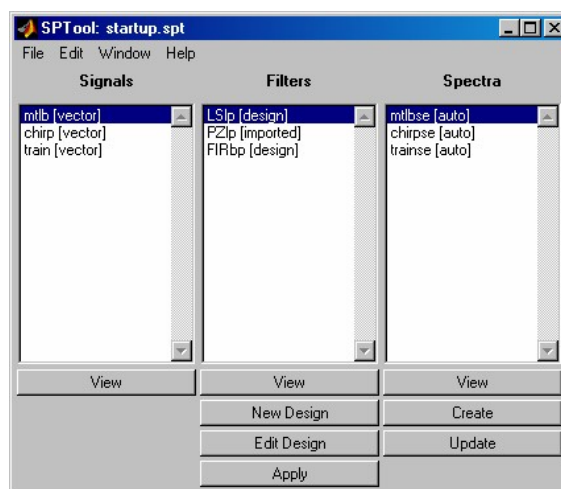 SPTool: startup.spt
File Edit Window Help
Signals Filters Spectra
mtlb [vector] LSlp [design] mtlbse [auto]
chirp [vector] PZlp [imported] chirpse [auto]
train [vector] FIRbp [design] trainse [auto]
View View View
New Design Create
Edit Design Update
Apply